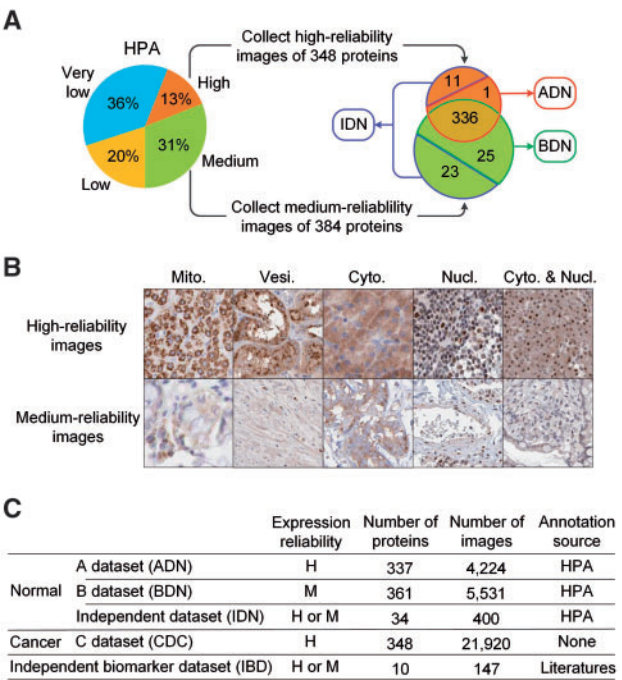 A
HPA
Very low
36%
13%
High
20%
31%
Low
Medium
Collect high-reliability
images of 348 proteins
Collect medium-reliablility
images of 384 proteins
11
1
336
25
23
IDN
ADN
BDN
B
Mito. Vesi. Cyto. Nucl. Cyto. & Nucl.
High-reliability
images
Medium-reliability
images
C
Expression reliability Number of proteins Number of images Annotation source
Normal
A dataset (ADN) H 337 4,224 HPA
B dataset (BDN) M 361 5,531 HPA
Independent dataset (IDN) H or M 34 400 HPA
Cancer C dataset (CDC) H 348 21,920 None
Independent biomarker dataset (IBD) H or M 10 147 Literatures